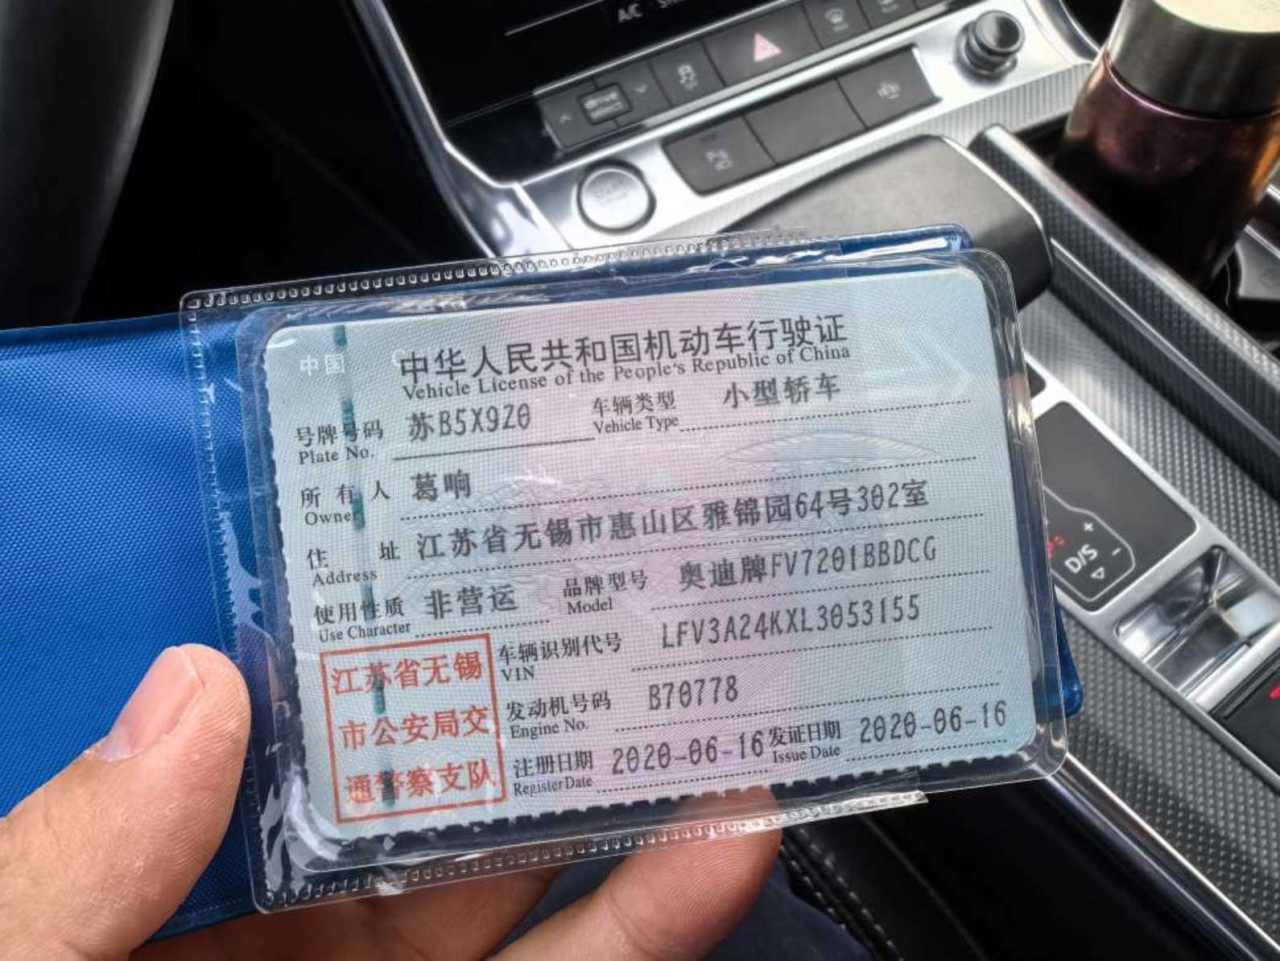 A/C
drive select
START
P
中国
中华人民共和国机动车行驶证
Vehicle License of the People's Republic of China
号牌号码 苏B5X9Z0 车辆类型 小型轿车
Plate No. Vehicle Type
所有人 葛响
Owner
住址 江苏省无锡市惠山区雅锦园64号302室
Address
使用性质 非营运 品牌型号 奥迪牌FV7201BBDCG
Use Character Model
江苏省无锡
市公安局交
通警察支队
车辆识别代号 LFV3A24KXL3053155
VIN
发动机号码 B70778
Engine No.
注册日期 2020-06-16 发证日期 2020-06-16
Register Date Issue Date
+
D/S
-